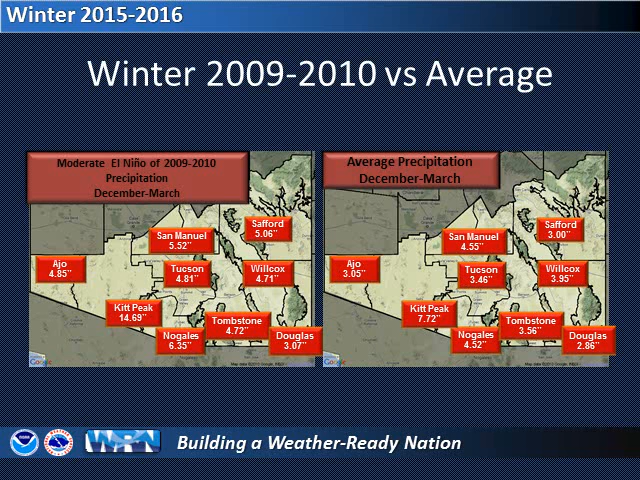 Winter 2015-2016
Winter 2009-2010 vs Average
Moderate El Niño of 2009-2010
Precipitation
December-March
Safford
5.06"
San Manuel
5.52"
Ajo
4.85"
Tucson
4.81"
Willcox
4.71"
Kitt Peak
14.69"
Tombstone
4.72"
Nogales
6.35"
Douglas
3.07"
Google
Average Precipitation
December-March
Safford
3.00"
San Manuel
4.55"
Ajo
3.05"
Tucson
3.46"
Willcox
3.95"
Kitt Peak
7.72"
Tombstone
3.56"
Nogales
4.52"
Douglas
2.86"
Google
NOAA
WRN
Building a Weather-Ready Nation